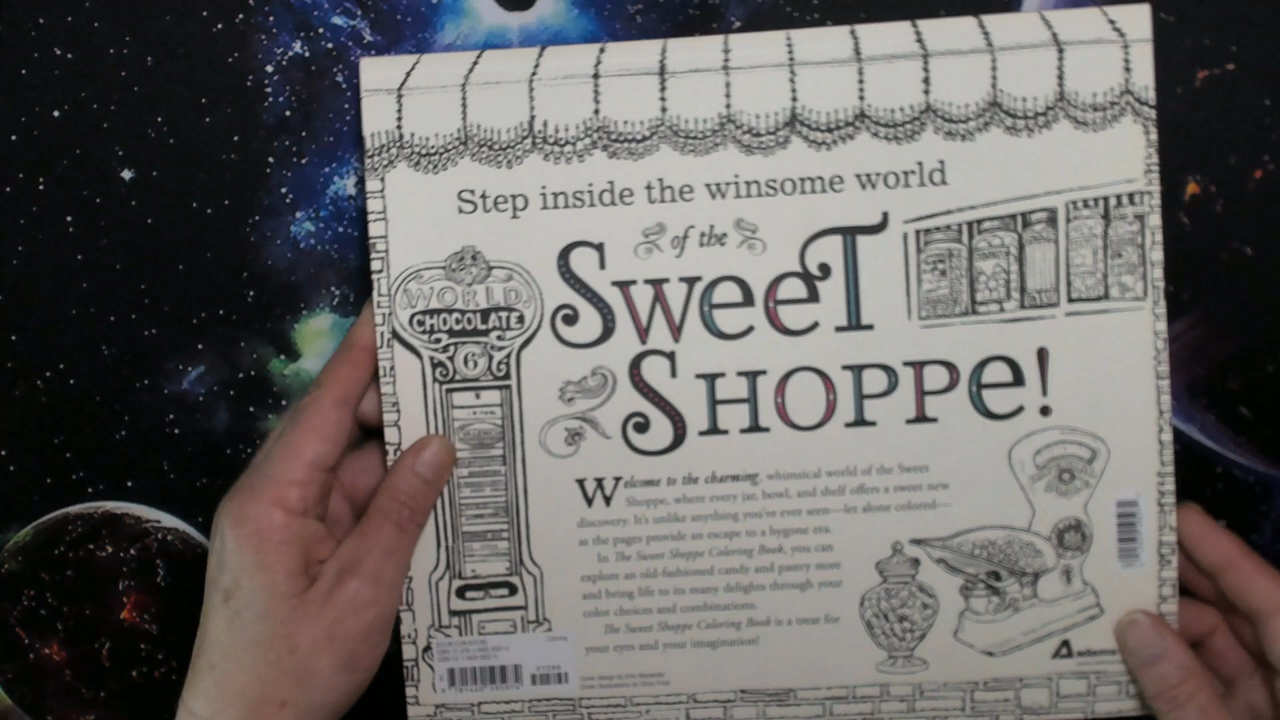 Step inside the winsome world
of the
Sweet
Shoppe!
WORLD
CHOCOLATE
6d
Welcome to the charming, whimsical world of the Sweet
Shoppe, where every jar, bowl, and shelf offers a sweet new
discovery. It's unlike anything you've ever seen—let alone colored—
as the pages provide an escape to a bygone era.
In The Sweet Shoppe Coloring Book, you can
explore an old-fashioned candy and pastry store
and bring life to its many delights through your
color choices and combinations.
The Sweet Shoppe Coloring Book is a treat for
your eyes and your imagination!
Coloring